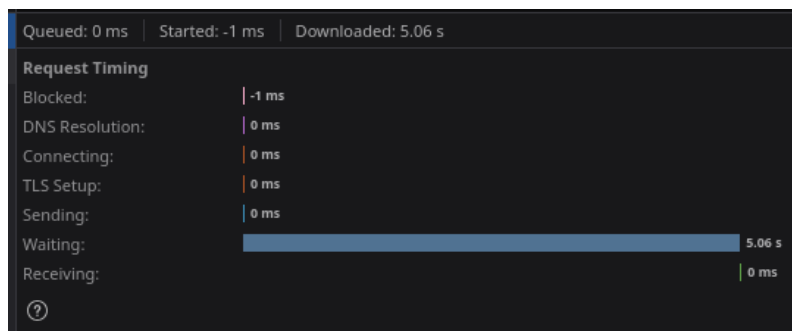 Queued: 0 ms Started: -1 ms Downloaded: 5.06 s
Request Timing
Blocked: -1 ms
DNS Resolution: 0 ms
Connecting: 0 ms
TLS Setup: 0 ms
Sending: 0 ms
Waiting: 5.06 s
Receiving: 0 ms
?